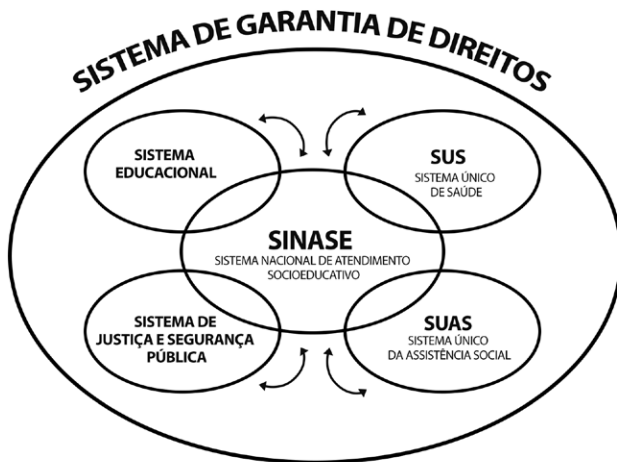 SISTEMA DE GARANTIA DE DIREITOS
SISTEMA
EDUCACIONAL
SUS
SISTEMA ÚNICO
DE SAÚDE
SINASE
SISTEMA NACIONAL DE ATENDIMENTO
SOCIOEDUCATIVO
SISTEMA DE
JUSTIÇA E SEGURANÇA
PÚBLICA
SUAS
SISTEMA ÚNICO
DA ASSISTÊNCIA SOCIAL